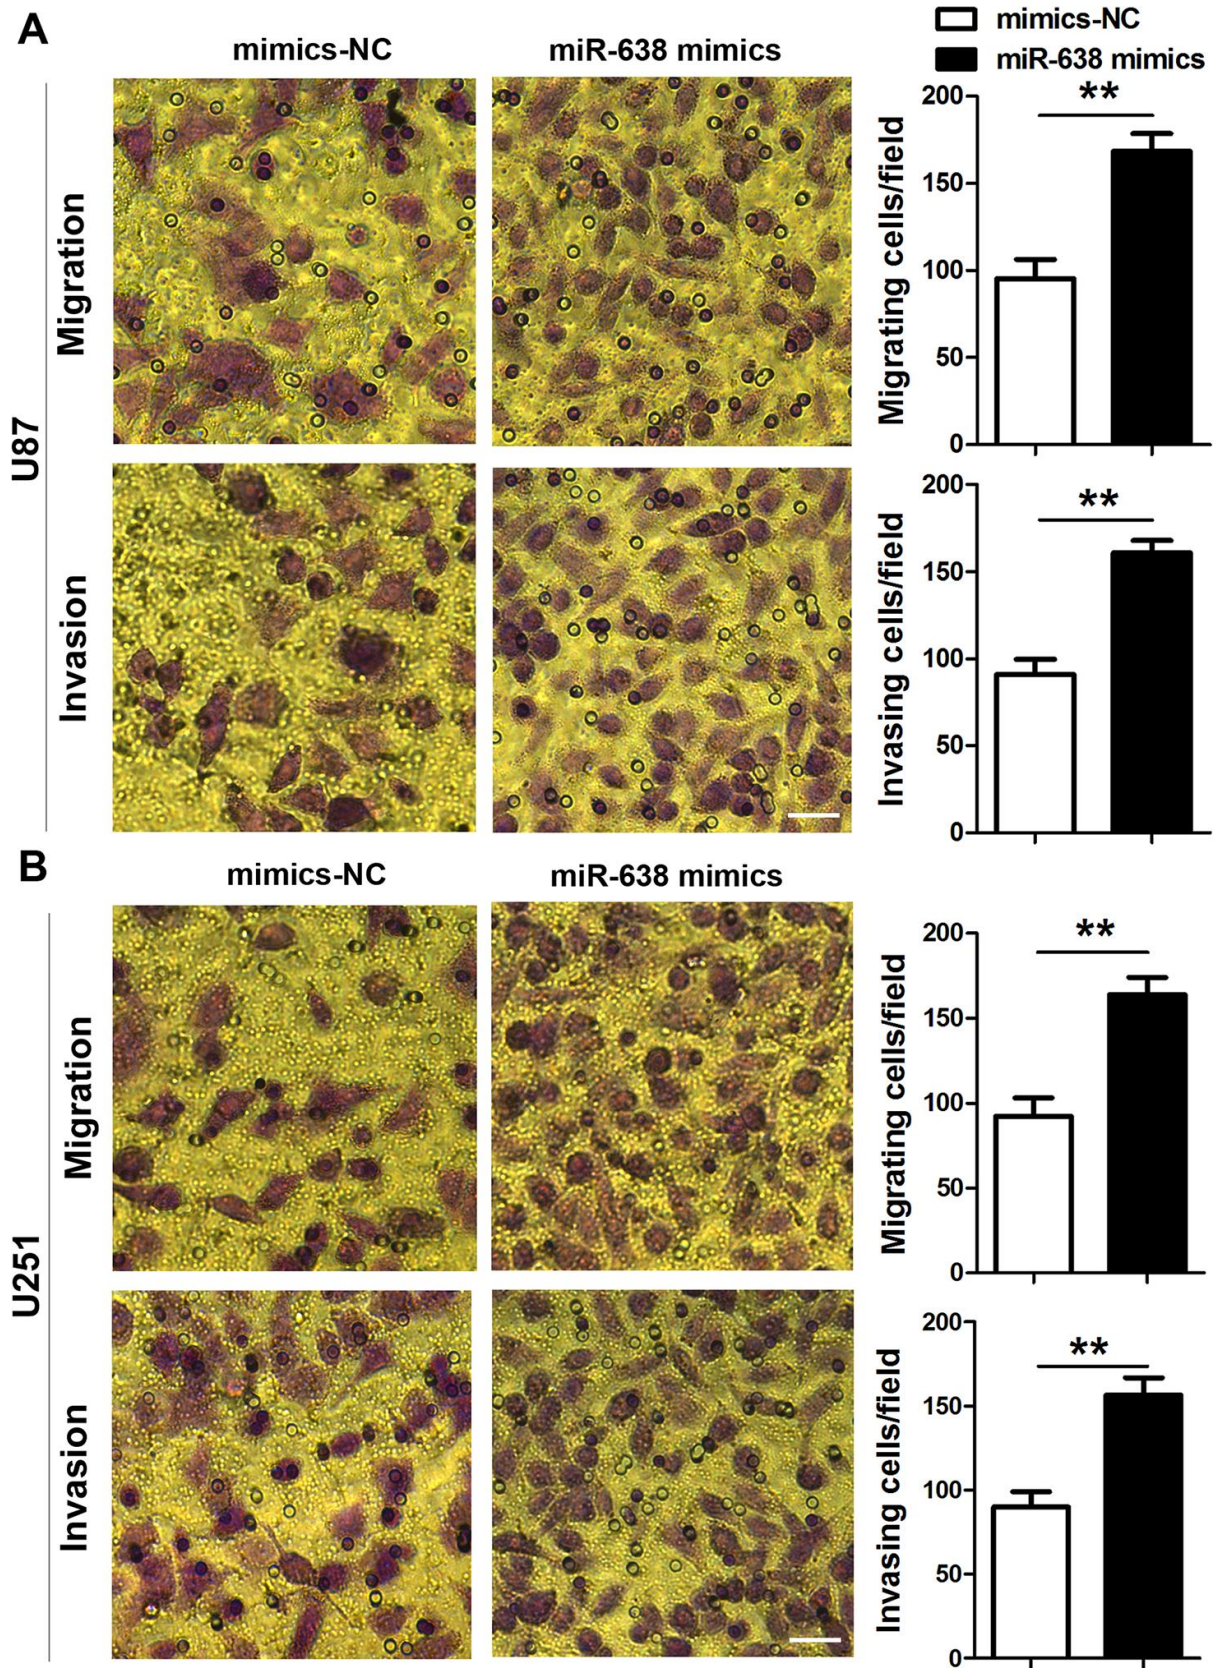 A
mimics-NC
miR-638 mimics
mimics-NC
miR-638 mimics
U87
Migration
Invasion
200
150
100
50
0
Migrating cells/field
**
200
150
100
50
0
Invasing cells/field
**
B
mimics-NC
miR-638 mimics
U251
Migration
Invasion
200
150
100
50
0
Migrating cells/field
**
200
150
100
50
0
Invasing cells/field
**